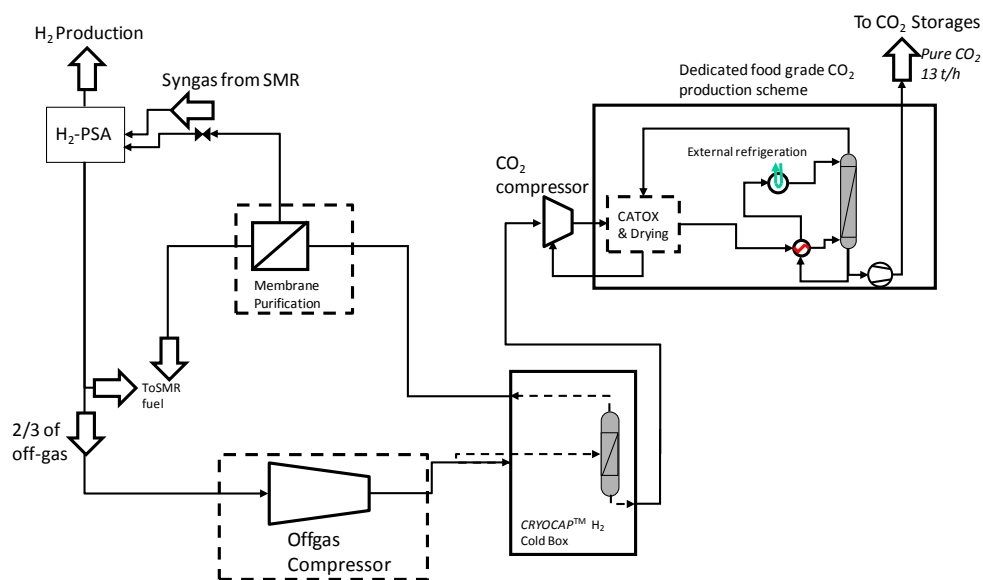 H2 Production
Syngas from SMR
H2-PSA
Membrane
Purification
ToSMR
fuel
2/3 of
off-gas
Offgas
Compressor
CRYOCAP™ H2
Cold Box
CO2
compressor
To CO2 Storages
Pure CO2
13 t/h
Dedicated food grade CO2
production scheme
External refrigeration
CATOX
& Drying